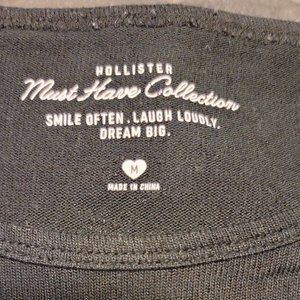 HOLLISTER
Must Have Collection
SMILE OFTEN. LAUGH LOUDLY.
DREAM BIG.
M
MADE IN CHINA